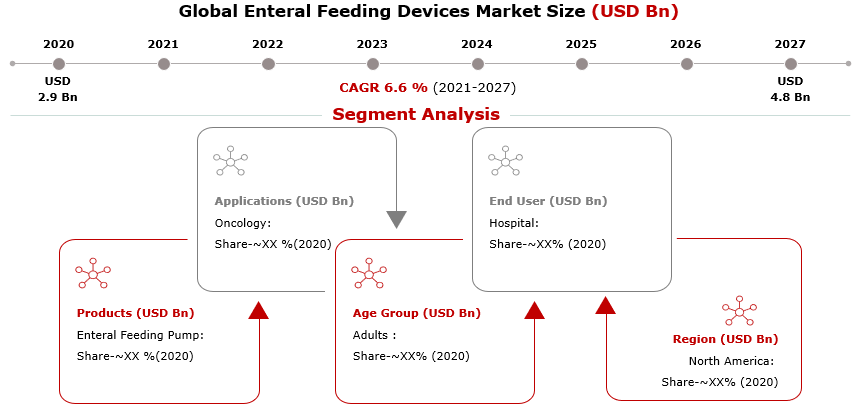 Global Enteral Feeding Devices Market Size (USD Bn)
2020 2021 2022 2023 2024 2025 2026 2027
USD
2.9 Bn
USD
4.8 Bn
CAGR 6.6 % (2021-2027)
Segment Analysis
Applications (USD Bn)
Oncology:
Share-~XX %(2020)
End User (USD Bn)
Hospital:
Share-~XX% (2020)
Products (USD Bn)
Enteral Feeding Pump:
Share-~XX %(2020)
Age Group (USD Bn)
Adults :
Share-~XX% (2020)
Region (USD Bn)
North America:
Share-~XX% (2020)